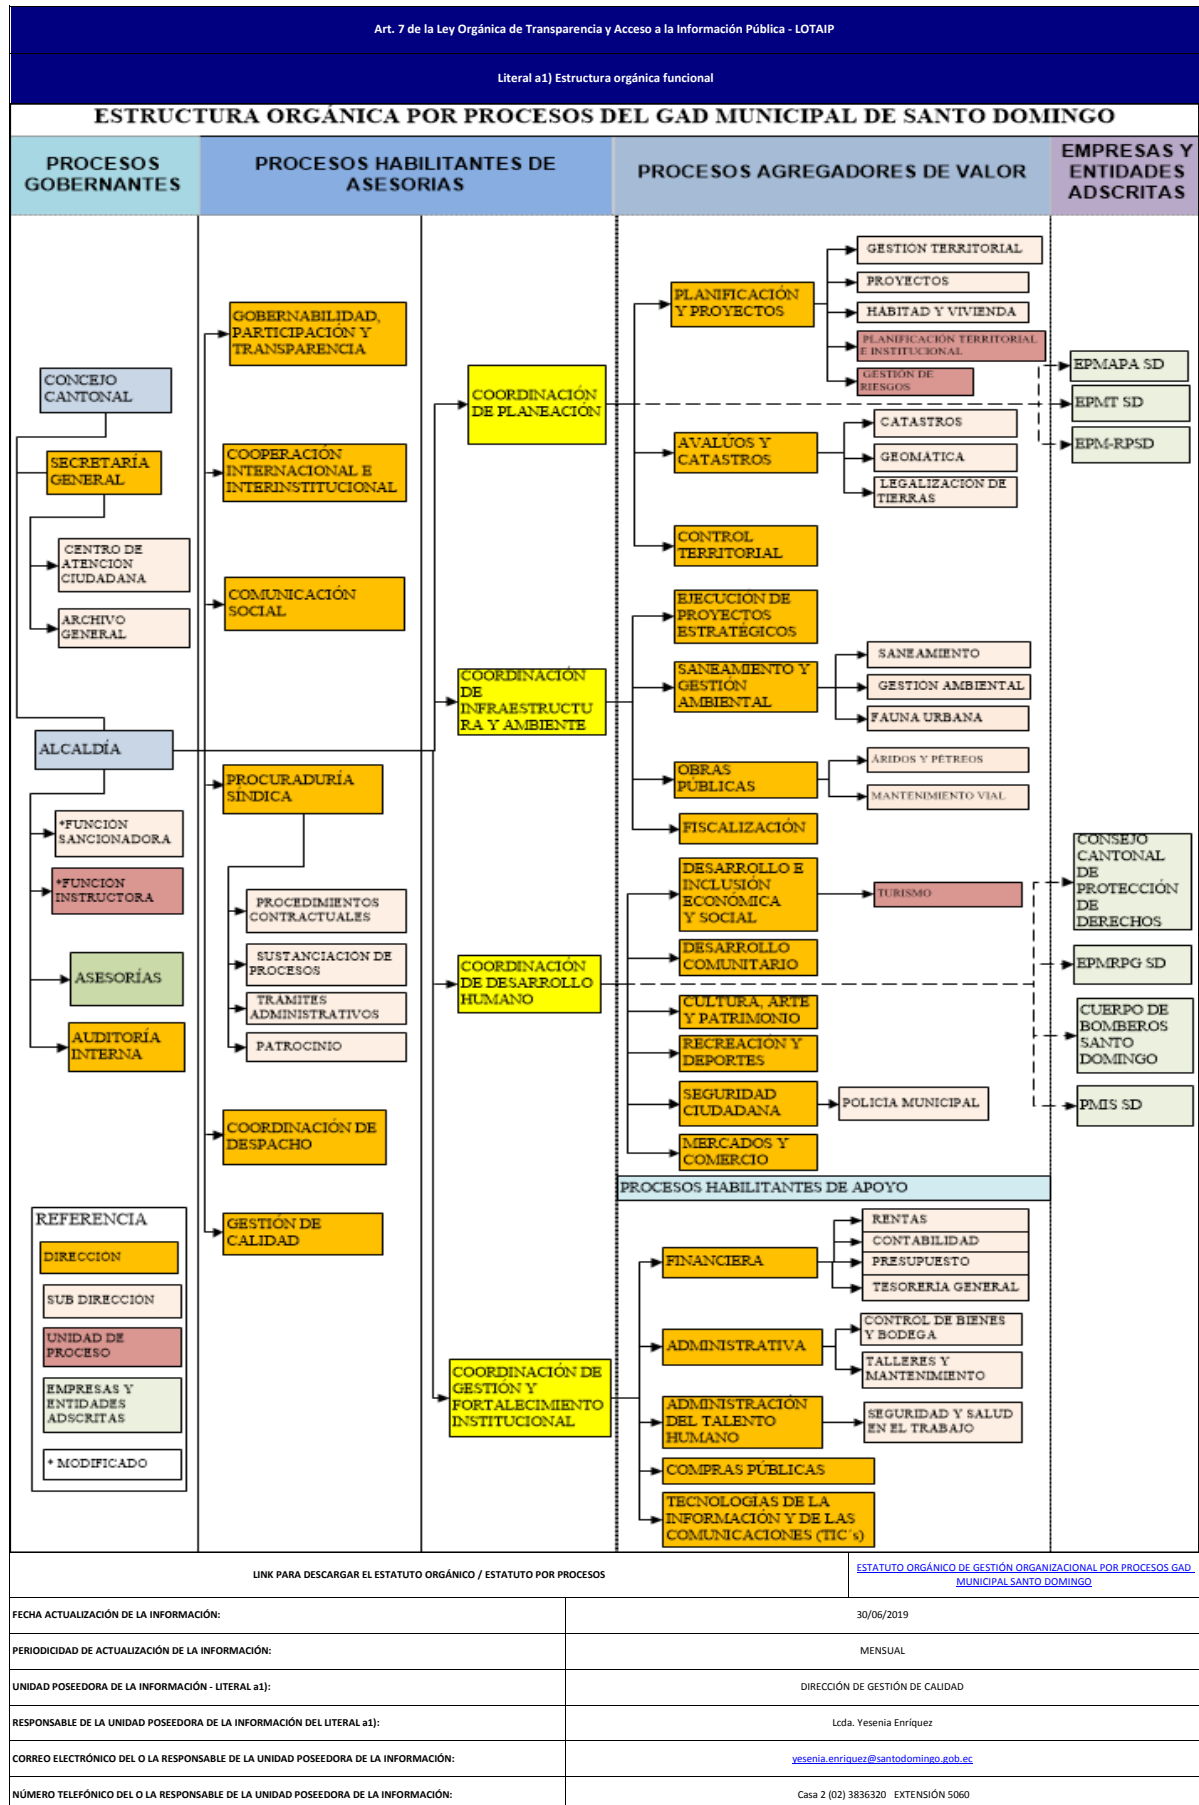 Art. 7 de la Ley Orgánica de Transparencia y Acceso a la Información Pública - LOTAIP
Literal a1) Estructura orgánica funcional
ESTRUCTURA ORGÁNICA POR PROCESOS DEL GAD MUNICIPAL DE SANTO DOMINGO
PROCESOS
GOBERNANTES
PROCESOS HABILITANTES DE
ASESORIAS
PROCESOS AGREGADORES DE VALOR
EMPRESAS Y
ENTIDADES
ADSCRITAS
CONCEJO
CANTONAL
SECRETARÍA
GENERAL
CENTRO DE
ATENCIÓN
CIUDADANA
ARCHIVO
GENERAL
ALCALDÍA
*FUNCIÓN
SANCIONADORA
*FUNCIÓN
INSTRUCTORA
ASESORÍAS
AUDITORÍA
INTERNA
REFERENCIA
DIRECCIÓN
SUB DIRECCIÓN
UNIDAD DE
PROCESO
EMPRESAS Y
ENTIDADES
ADSCRITAS
* MODIFICADO
GOBERNABILIDAD,
PARTICIPACIÓN Y
TRANSPARENCIA
COOPERACIÓN
INTERNACIONAL E
INTERINSTITUCIONAL
COMUNICACIÓN
SOCIAL
PROCURADURÍA
SÍNDICA
PROCEDIMIENTOS
CONTRACTUALES
SUSTANCIACIÓN DE
PROCESOS
TRÁMITES
ADMINISTRATIVOS
PATROCINIO
COORDINACIÓN DE
DESPACHO
GESTIÓN DE
CALIDAD
COORDINACIÓN
DE PLANEACIÓN
COORDINACIÓN
DE
INFRAESTRUCTU
RA Y AMBIENTE
COORDINACIÓN
DE DESARROLLO
HUMANO
COORDINACIÓN DE
GESTIÓN Y
FORTALECIMIENTO
INSTITUCIONAL
PLANIFICACIÓN
Y PROYECTOS
GESTIÓN TERRITORIAL
PROYECTOS
HABITAD Y VIVIENDA
PLANIFICACIÓN TERRITORIAL
E INSTITUCIONAL
GESTIÓN DE
RIESGOS
AVALÚOS Y
CATASTROS
CATASTROS
GEOMÁTICA
LEGALIZACIÓN DE
TIERRAS
CONTROL
TERRITORIAL
EJECUCIÓN DE
PROYECTOS
ESTRATÉGICOS
SANEAMIENTO Y
GESTIÓN
AMBIENTAL
SANEAMIENTO
GESTIÓN AMBIENTAL
FAUNA URBANA
OBRAS
PÚBLICAS
ÁRIDOS Y PÉTREOS
MANTENIMIENTO VIAL
FISCALIZACIÓN
DESARROLLO E
INCLUSIÓN
ECONÓMICA
Y SOCIAL
TURISMO
DESARROLLO
COMUNITARIO
CULTURA, ARTE
Y PATRIMONIO
RECREACIÓN Y
DEPORTES
SEGURIDAD
CIUDADANA
POLICIA MUNICIPAL
MERCADOS Y
COMERCIO
PROCESOS HABILITANTES DE APOYO
FINANCIERA
RENTAS
CONTABILIDAD
PRESUPUESTO
TESORERIA GENERAL
ADMINISTRATIVA
CONTROL DE BIENES
Y BODEGA
TALLERES Y
MANTENIMIENTO
ADMINISTRACIÓN
DEL TALENTO
HUMANO
SEGURIDAD Y SALUD
EN EL TRABAJO
COMPRAS PÚBLICAS
TECNOLOGÍAS DE LA
INFORMACIÓN Y DE LAS
COMUNICACIONES (TIC´s)
EPMAPA SD
EPMT SD
EPM-RPSD
CONSEJO
CANTONAL
DE
PROTECCIÓN
DE
DERECHOS
EPMRPG SD
CUERPO DE
BOMBEROS
SANTO
DOMINGO
PMIS SD
LINK PARA DESCARGAR EL ESTATUTO ORGÁNICO / ESTATUTO POR PROCESOS
ESTATUTO ORGÁNICO DE GESTIÓN ORGANIZACIONAL POR PROCESOS GAD
MUNICIPAL SANTO DOMINGO
FECHA ACTUALIZACIÓN DE LA INFORMACIÓN:
30/06/2019
PERIODICIDAD DE ACTUALIZACIÓN DE LA INFORMACIÓN:
MENSUAL
UNIDAD POSEEDORA DE LA INFORMACIÓN - LITERAL a1):
DIRECCIÓN DE GESTIÓN DE CALIDAD
RESPONSABLE DE LA UNIDAD POSEEDORA DE LA INFORMACIÓN DEL LITERAL a1):
Lcda. Yesenia Enríquez
CORREO ELECTRÓNICO DEL O LA RESPONSABLE DE LA UNIDAD POSEEDORA DE LA INFORMACIÓN:
yesenia.enriquez@santodomingo.gob.ec
NÚMERO TELEFÓNICO DEL O LA RESPONSABLE DE LA UNIDAD POSEEDORA DE LA INFORMACIÓN:
Casa 2 (02) 3836320 EXTENSIÓN 5060